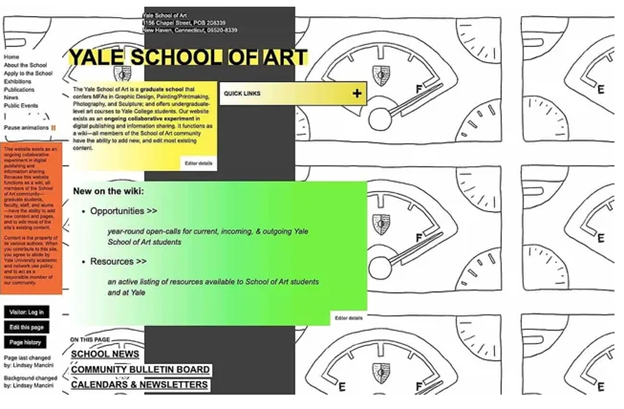 Yale School of Art
1156 Chapel Street, POB 208339
New Haven, Connecticut, 06520-8339
YALE SCHOOL OF ART
Home
About the School
Apply to the School
Exhibitions
Publications
News
Public Events
Pause animations
The Yale School of Art is a graduate school that
confers MFAs in Graphic Design, Painting/Printmaking,
Photography, and Sculpture; and offers undergraduate-
level art courses to Yale College students. Our website
exists as an ongoing collaborative experiment in
digital publishing and information sharing. It functions as
a wiki—all members of the School of Art community
have the ability to add new, and edit most existing
content.
Editor details
QUICK LINKS +
This website exists as an
ongoing collaborative
experiment in digital
publishing and
information sharing.
Because this website
functions as a wiki, all
members of the School
of Art community—
graduate students,
faculty, staff, and alums
—have the ability to add
new content and pages,
and to edit most of the
site's existing content.
Content is the property of
its various authors. When
you contribute to this site,
you agree to abide by
Yale University academic
and network use policy,
and to act as a
responsible member of
our community.
New on the wiki:
• Opportunities >>
year-round open-calls for current, incoming, & outgoing Yale
School of Art students
• Resources >>
an active listing of resources available to School of Art students
and at Yale
Editor details
Visitor: Log in
Edit this page
Page history
Page last changed
by: Lindsey Mancini
Background changed
by: Lindsey Mancini
ON THIS PAGE
SCHOOL NEWS
COMMUNITY BULLETIN BOARD
CALENDARS & NEWSLETTERS
F
E
F
E
E
F
E
F
E